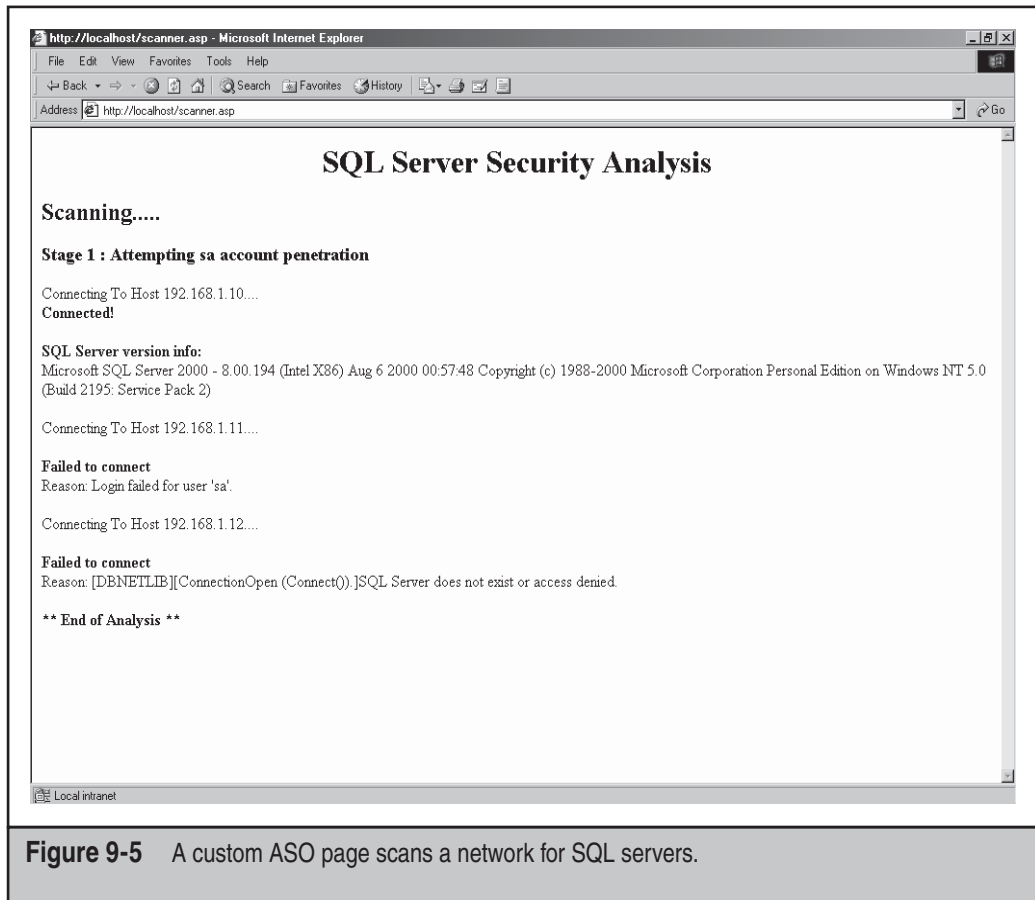 http://localhost/scanner.asp - Microsoft Internet Explorer
File Edit View Favorites Tools Help
Back Search Favorites History
Address http://localhost/scanner.asp Go
SQL Server Security Analysis
Scanning.....
Stage 1 : Attempting sa account penetration
Connecting To Host 192.168.1.10....
Connected!
SQL Server version info:
Microsoft SQL Server 2000 - 8.00.194 (Intel X86) Aug 6 2000 00:57:48 Copyright (c) 1988-2000 Microsoft Corporation Personal Edition on Windows NT 5.0
(Build 2195: Service Pack 2)
Connecting To Host 192.168.1.11....
Failed to connect
Reason: Login failed for user 'sa'.
Connecting To Host 192.168.1.12....
Failed to connect
Reason: [DBNETLIB][ConnectionOpen (Connect()).]SQL Server does not exist or access denied.
** End of Analysis **
Local intranet
Figure 9-5 A custom ASO page scans a network for SQL servers.